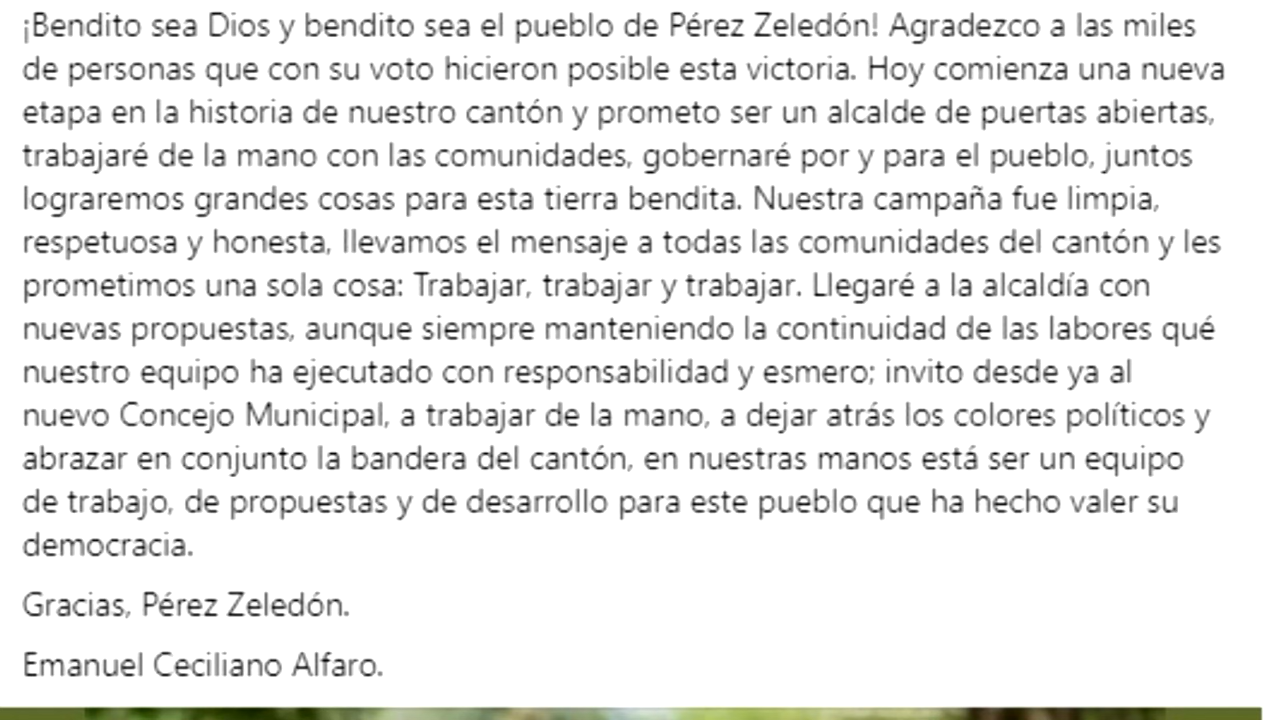 ¡Bendito sea Dios y bendito sea el pueblo de Pérez Zeledón! Agradezco a las miles
de personas que con su voto hicieron posible esta victoria. Hoy comienza una nueva
etapa en la historia de nuestro cantón y prometo ser un alcalde de puertas abiertas,
trabajaré de la mano con las comunidades, gobernaré por y para el pueblo, juntos
lograremos grandes cosas para esta tierra bendita. Nuestra campaña fue limpia,
respetuosa y honesta, llevamos el mensaje a todas las comunidades del cantón y les
prometimos una sola cosa: Trabajar, trabajar y trabajar. Llegaré a la alcaldía con
nuevas propuestas, aunque siempre manteniendo la continuidad de las labores qué
nuestro equipo ha ejecutado con responsabilidad y esmero; invito desde ya al
nuevo Concejo Municipal, a trabajar de la mano, a dejar atrás los colores políticos y
abrazar en conjunto la bandera del cantón, en nuestras manos está ser un equipo
de trabajo, de propuestas y de desarrollo para este pueblo que ha hecho valer su
democracia.
Gracias, Pérez Zeledón.
Emanuel Ceciliano Alfaro.